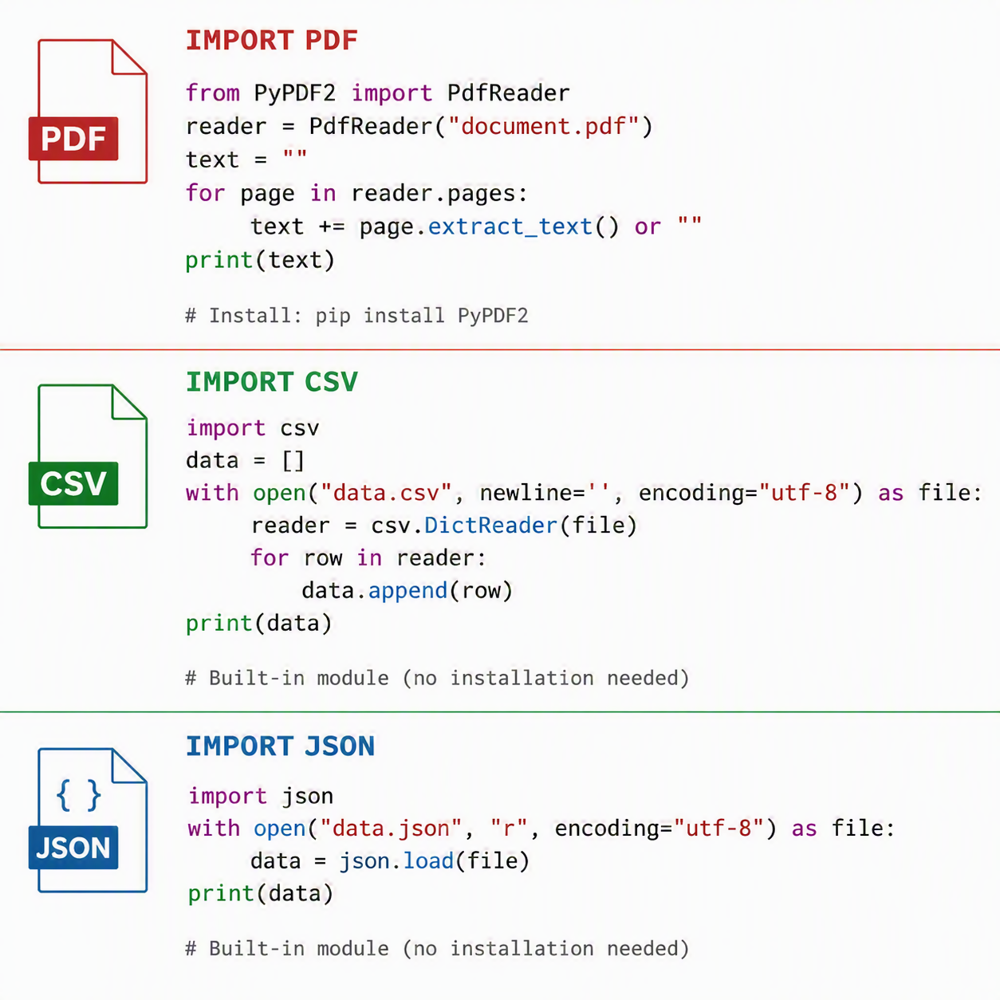 IMPORT PDF
PDF
from PyPDF2 import PdfReader
reader = PdfReader("document.pdf")
text = ""
for page in reader.pages:
    text += page.extract_text() or ""
print(text)
# Install: pip install PyPDF2
IMPORT CSV
CSV
import csv
data = []
with open("data.csv", newline='', encoding="utf-8") as file:
    reader = csv.DictReader(file)
    for row in reader:
        data.append(row)
print(data)
# Built-in module (no installation needed)
IMPORT JSON
{ }
JSON
import json
with open("data.json", "r", encoding="utf-8") as file:
    data = json.load(file)
print(data)
# Built-in module (no installation needed)